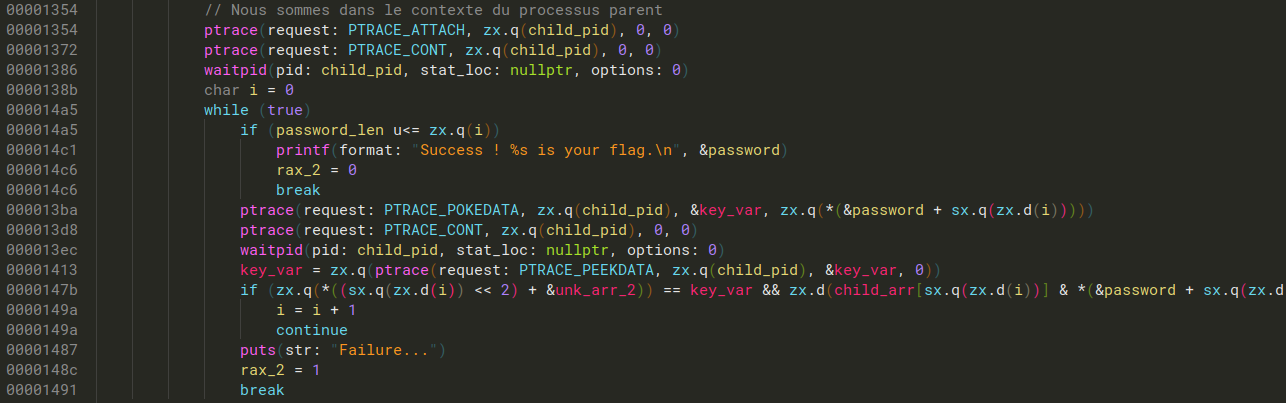 00001354 // Nous sommes dans le contexte du processus parent
00001354 ptrace(request: PTRACE_ATTACH, zx.q(child_pid), 0, 0)
00001372 ptrace(request: PTRACE_CONT, zx.q(child_pid), 0, 0)
00001386 waitpid(pid: child_pid, stat_loc: nullptr, options: 0)
0000138b char i = 0
000014a5 while (true)
000014a5 if (password_len u<= zx.q(i))
000014c1 printf(format: "Success ! %s is your flag.\n", &password)
000014c6 rax_2 = 0
000014c6 break
000013ba ptrace(request: PTRACE_POKEDATA, zx.q(child_pid), &key_var, zx.q(*(&password + sx.q(zx.d(i)))))
000013d8 ptrace(request: PTRACE_CONT, zx.q(child_pid), 0, 0)
000013ec waitpid(pid: child_pid, stat_loc: nullptr, options: 0)
00001413 key_var = zx.q(ptrace(request: PTRACE_PEEKDATA, zx.q(child_pid), &key_var, 0))
0000147b if (zx.q(*((sx.q(zx.d(i)) << 2) + &unk_arr_2)) == key_var && zx.d(child_arr[sx.q(zx.d(i))] & *(&password + sx.q(zx.d
0000149a i = i + 1
0000149a continue
00001487 puts(str: "Failure...")
0000148c rax_2 = 1
00001491 break